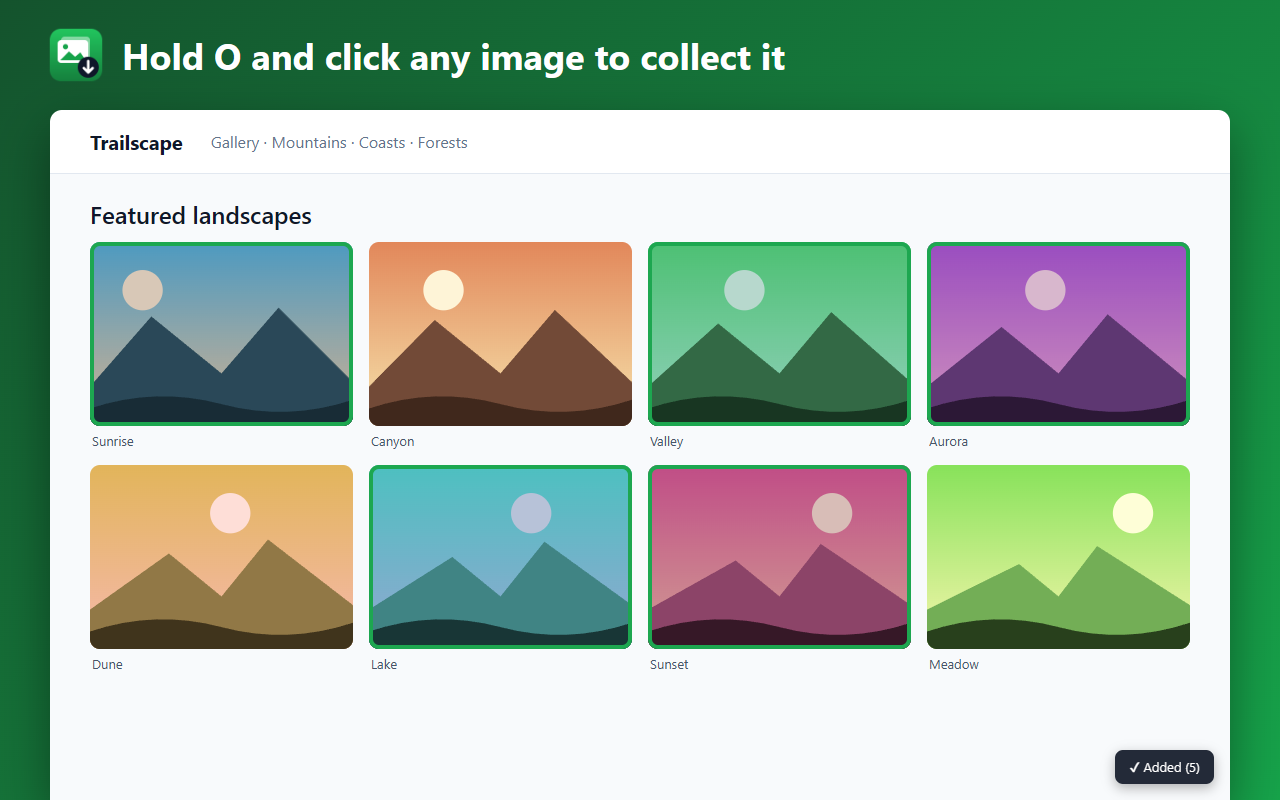 Hold O and click any image to collect it
Trailscape
Gallery · Mountains · Coasts · Forests
Featured landscapes
Sunrise
Canyon
Valley
Aurora
Dune
Lake
Sunset
Meadow
✓ Added (5)